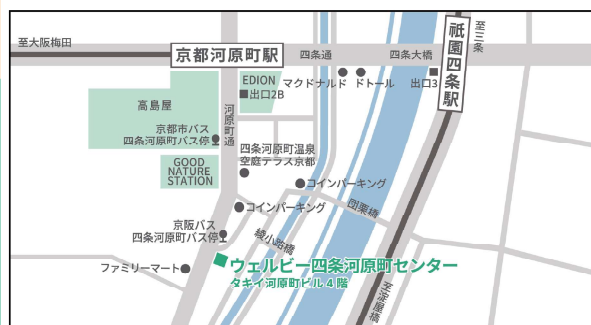 至大阪梅田
京都河原町駅
四条通
四条大橋
祇園四条駅
至三条
EDION
出口2B
マクドナルド
ドトール
出口3
高島屋
河原町通
京都市バス
四条河原町バス停
四条河原町温泉
空庭テラス京都
GOOD
NATURE
STATION
コインパーキング
コインパーキング
団栗橋
京阪バス
四条河原町バス停
綾小路橋
ウェルビー四条河原町センター
タキイ河原町ビル4階
ファミリーマート
至淀屋橋